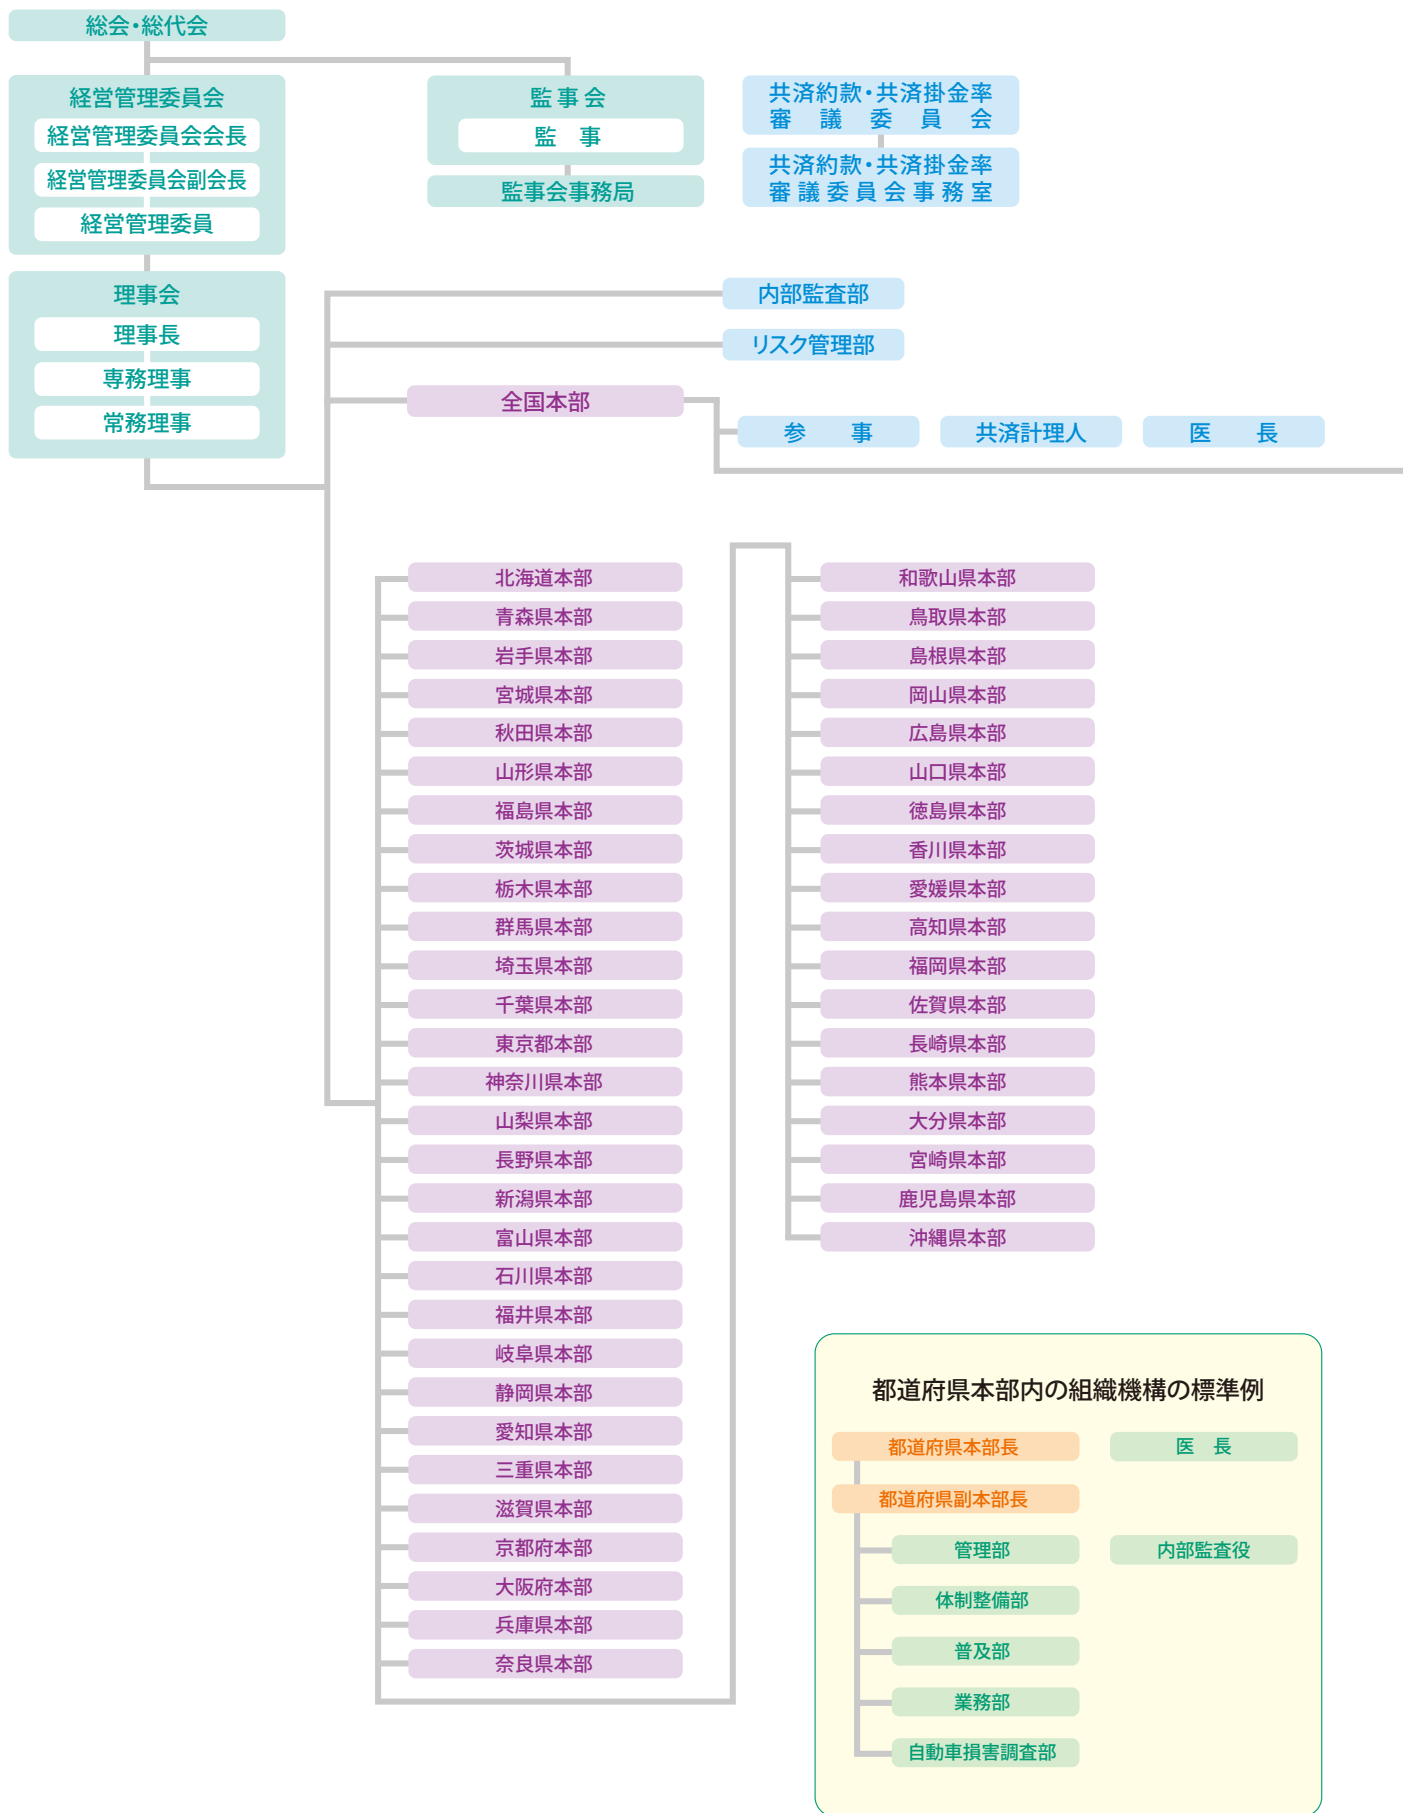 総会・総代会
経営管理委員会
経営管理委員会会長
経営管理委員会副会長
経営管理委員
監事会
監 事
監事会事務局
共済約款・共済掛金率
審議委員会
共済約款・共済掛金率
審議委員会事務室
理事会
理事長
専務理事
常務理事
内部監査部
リスク管理部
全国本部
参 事
共済計理人
医 長
北海道本部
青森県本部
岩手県本部
宮城県本部
秋田県本部
山形県本部
福島県本部
茨城県本部
栃木県本部
群馬県本部
埼玉県本部
千葉県本部
東京都本部
神奈川県本部
山梨県本部
長野県本部
新潟県本部
富山県本部
石川県本部
福井県本部
岐阜県本部
静岡県本部
愛知県本部
三重県本部
滋賀県本部
京都府本部
大阪府本部
兵庫県本部
奈良県本部
和歌山県本部
鳥取県本部
島根県本部
岡山県本部
広島県本部
山口県本部
徳島県本部
香川県本部
愛媛県本部
高知県本部
福岡県本部
佐賀県本部
長崎県本部
熊本県本部
大分県本部
宮崎県本部
鹿児島県本部
沖縄県本部
都道府県本部内の組織機構の標準例
都道府県本部長
医 長
都道府県副本部長
管理部
内部監査役
体制整備部
普及部
業務部
自動車損害調査部